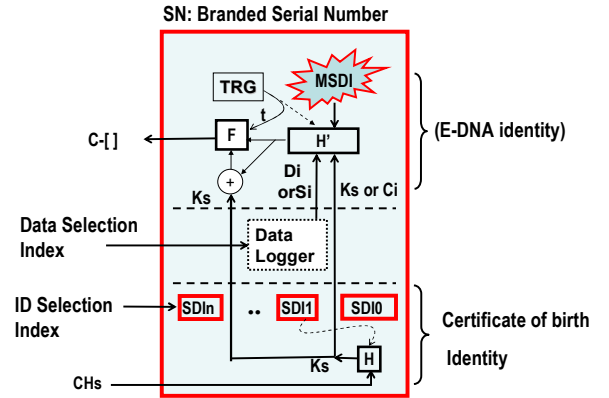 SN: Branded Serial Number
MSDI
TRG
t
C-[ ]
F
H'
(E-DNA identity)
Di
orSi
Ks or Ci
+
Ks
Data Selection
Index
Data
Logger
ID Selection
Index
SDIn
..
SDI1
SDI0
Certificate of birth
Identity
H
Ks
CHs